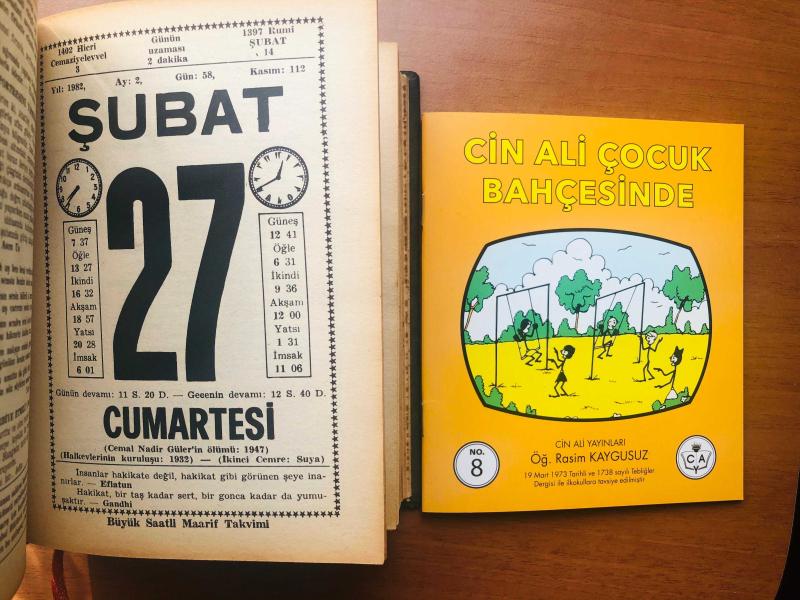 1402 Hicri
Cemaziyelevvel
3
Günün
uzaması
2 dakika
1397 Rumi
ŞUBAT
14
Yıl: 1982, Ay: 2, Gün: 58, Kasım: 112
ŞUBAT
27
Güneş
7 37
Öğle
13 27
İkindi
16 32
Akşam
18 57
Yatsı
20 28
İmsak
6 01
Güneş
12 41
Öğle
6 31
İkindi
9 36
Akşam
12 00
Yatsı
1 31
İmsak
11 06
Günün devamı: 11 S. 20 D. — Gecenin devamı: 12 S. 40 D.
CUMARTESİ
(Cemal Nadir Güler'in ölümü: 1947)
(Halkevlerinin kuruluşu: 1932) — (İkinci Cemre: Suya)
İnsanlar hakikate değil, hakikat gibi görünen şeye ina-
nırlar. — Eflatun
Hakikat, bir taş kadar sert, bir gonca kadar da yumu-
şaktır. — Gandhi
Büyük Saatli Maarif Takvimi
CİN ALİ ÇOCUK
BAHÇESİNDE
CİN ALİ YAYINLARI
Öğ. Rasim KAYGUSUZ
19 Mart 1973 Tarihli ve 1738 sayılı Tebliğler
Dergisi ile ilkokullara tavsiye edilmiştir
NO.
8
C A
Y